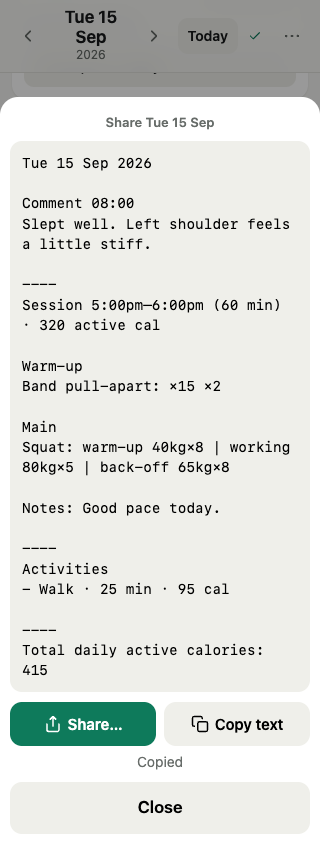 Tue 15
Sep
2026
Today
Share Tue 15 Sep
Tue 15 Sep 2026
Comment 08:00
Slept well. Left shoulder feels
a little stiff.
————
Session 5:00pm–6:00pm (60 min)
· 320 active cal
Warm-up
Band pull-apart: ×15 ×2
Main
Squat: warm-up 40kg×8 | working
80kg×5 | back-off 65kg×8
Notes: Good pace today.
————
Activities
– Walk · 25 min · 95 cal
————
Total daily active calories:
415
Share...
Copy text
Copied
Close